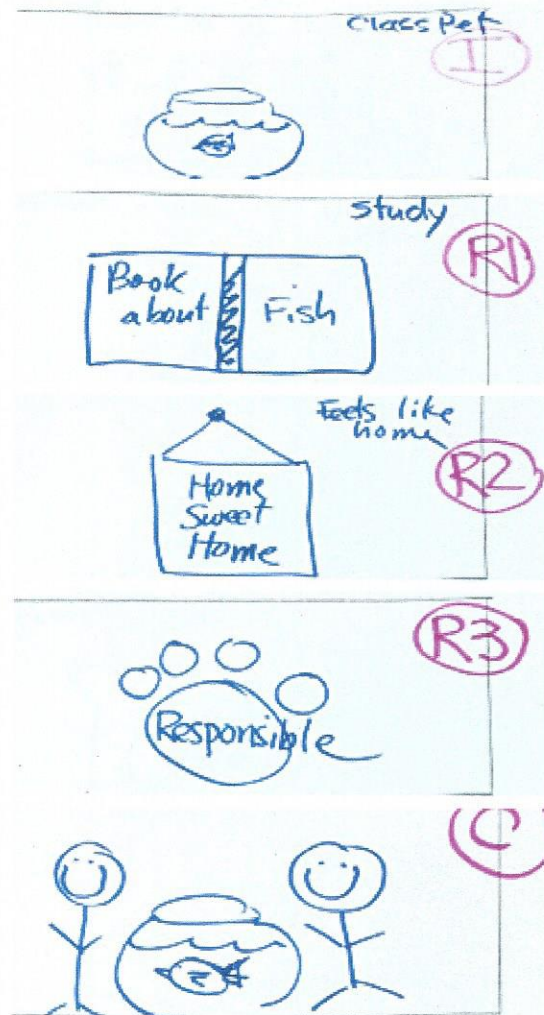 Class Pet
I
study
R1
Book
about
Fish
Feels like
home
R2
Home
Sweet
Home
R3
Responsible
C